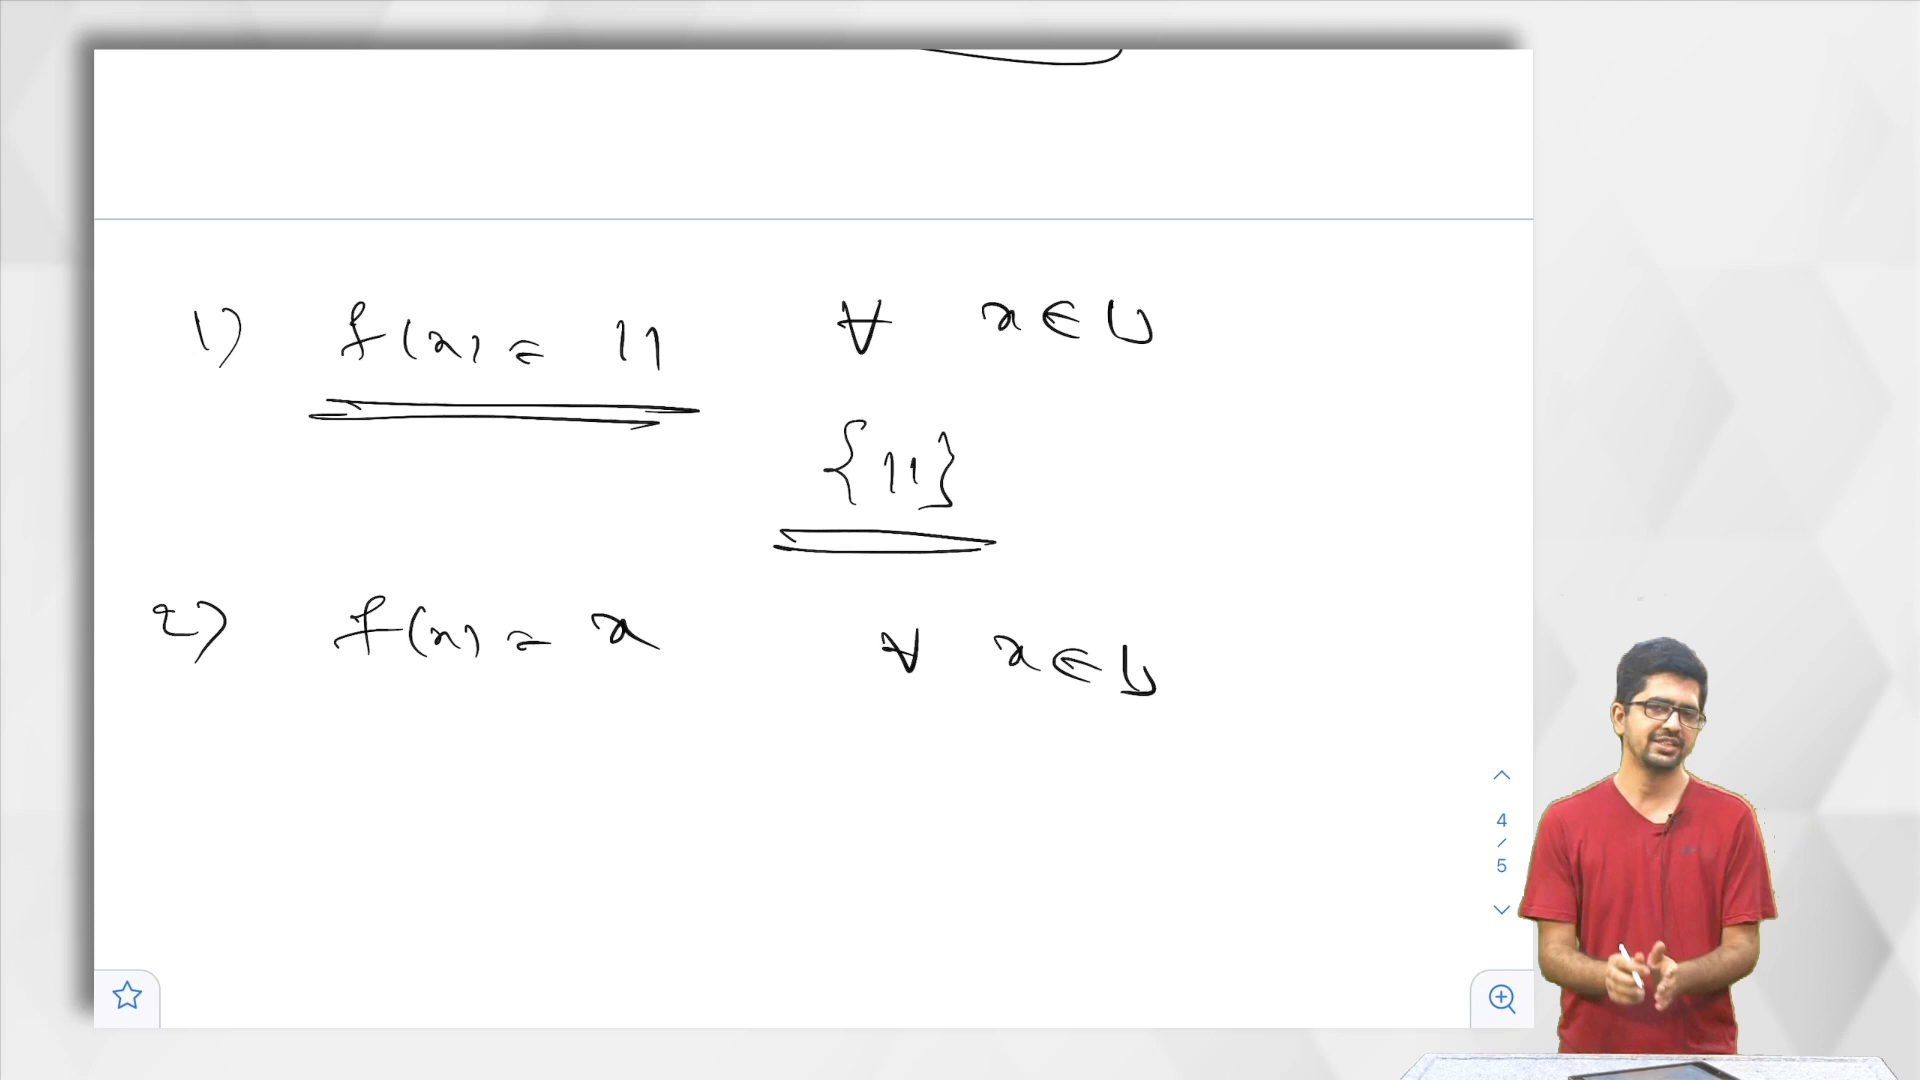 1) f(x) = 11 ∀ x ∈ U
{11}
2) f(x) = x ∀ x ∈ U
4
/
5